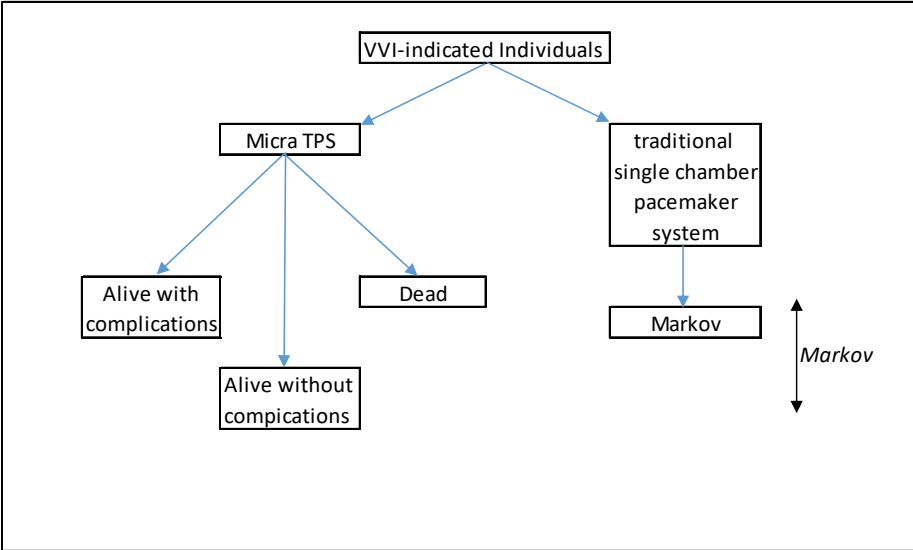 VVI-indicated Individuals
Micra TPS
traditional
single chamber
pacemaker
system
Alive with
complications
Dead
Markov
Markov
Alive without
compications